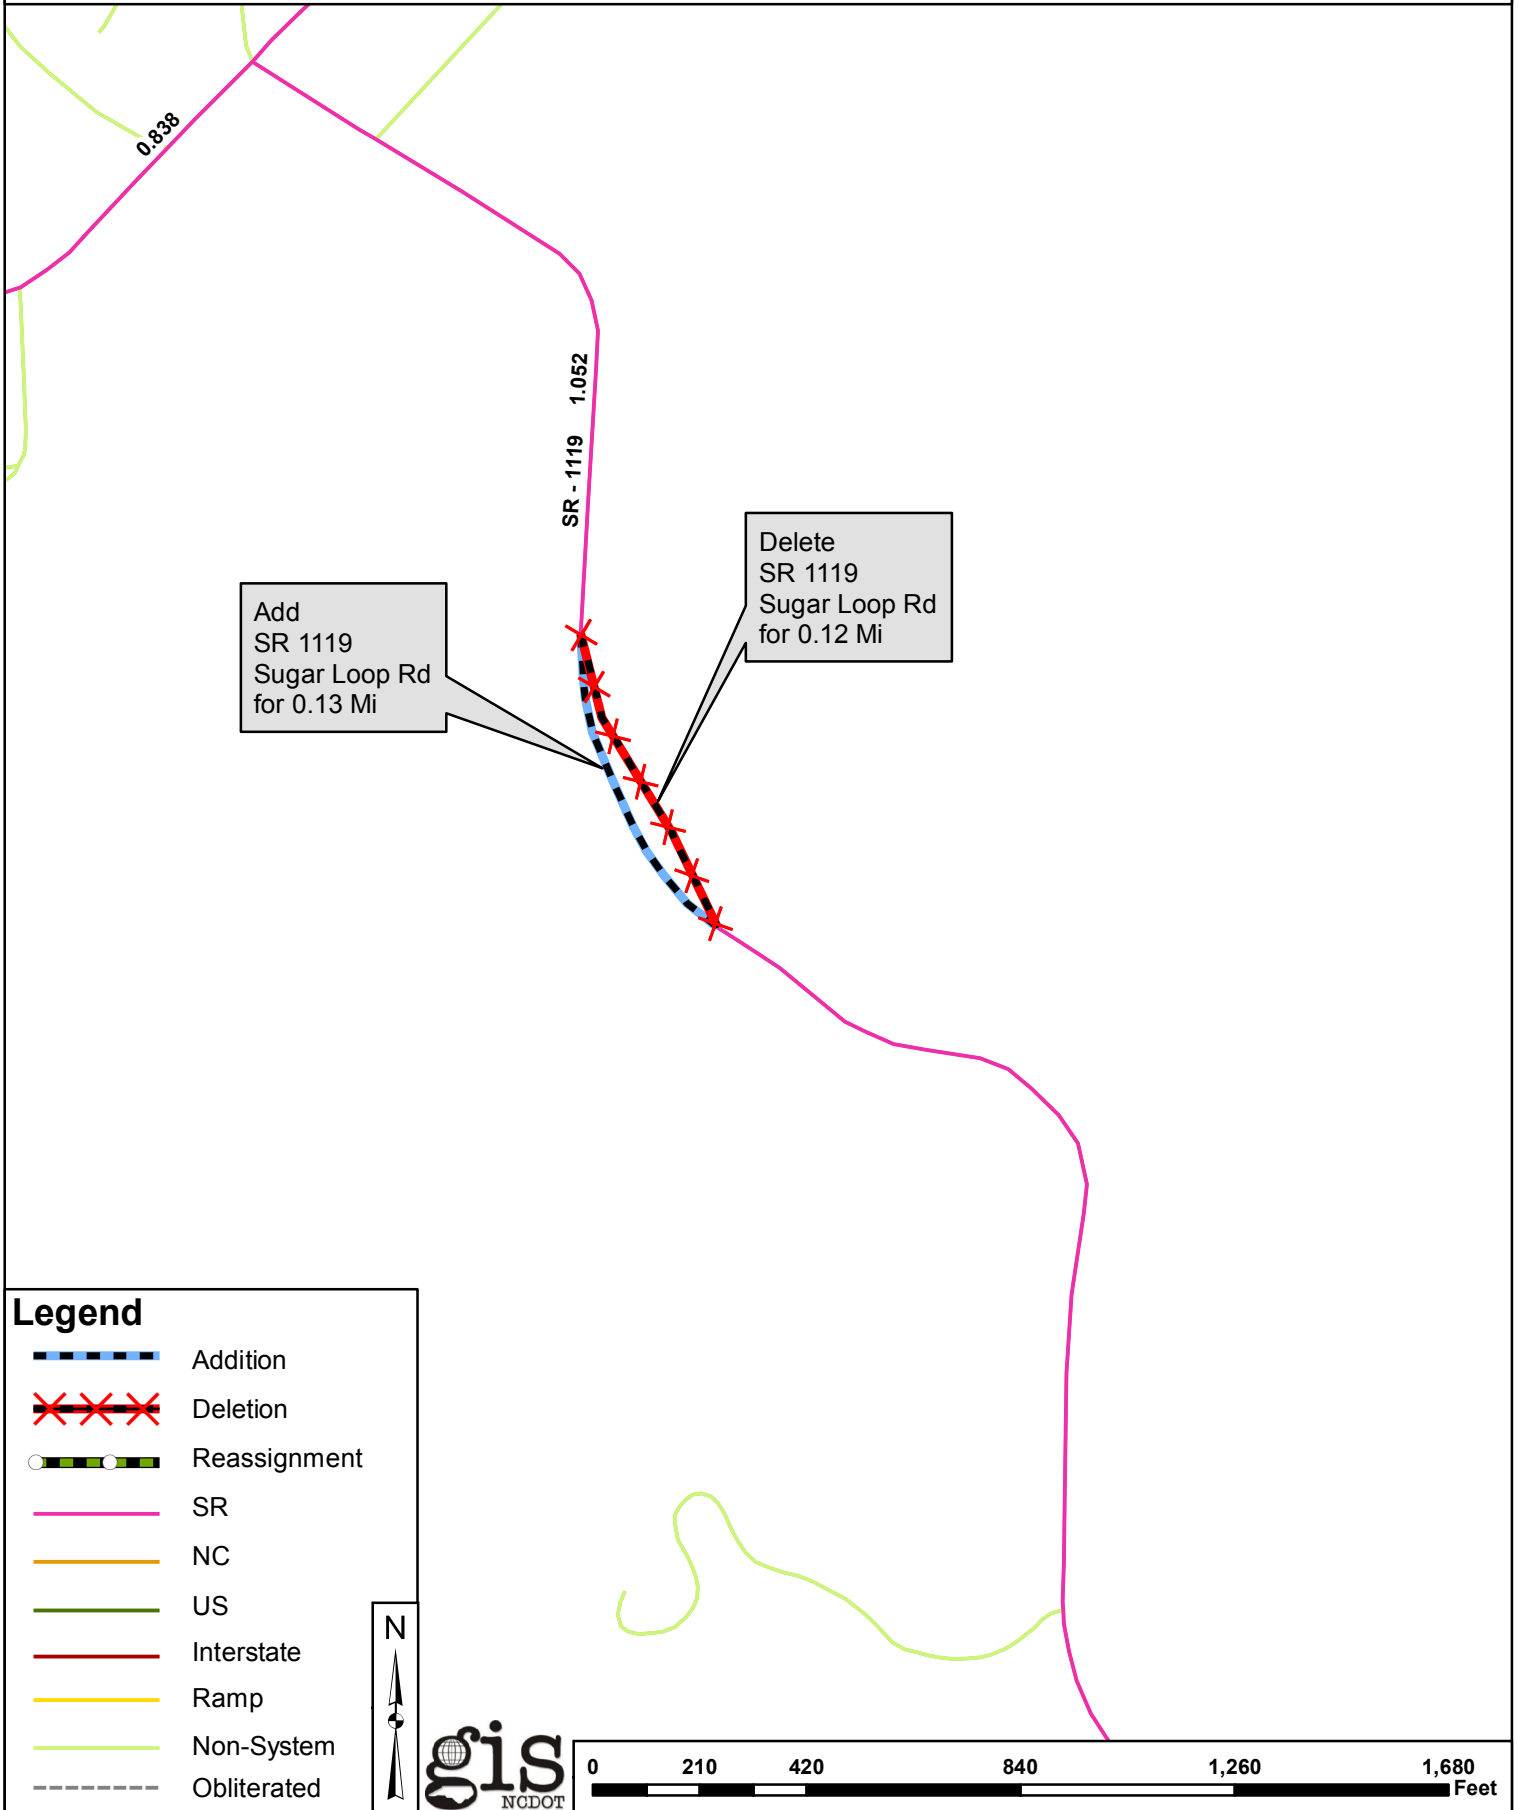 0.838
SR - 1119 1.052
Delete
SR 1119
Sugar Loop Rd
for 0.12 Mi
Add
SR 1119
Sugar Loop Rd
for 0.13 Mi
Legend
Addition
Deletion
Reassignment
SR
NC
US
Interstate
Ramp
Non-System
Obliterated
N
gis
NCDOT
0 210 420 840 1,260 1,680
Feet